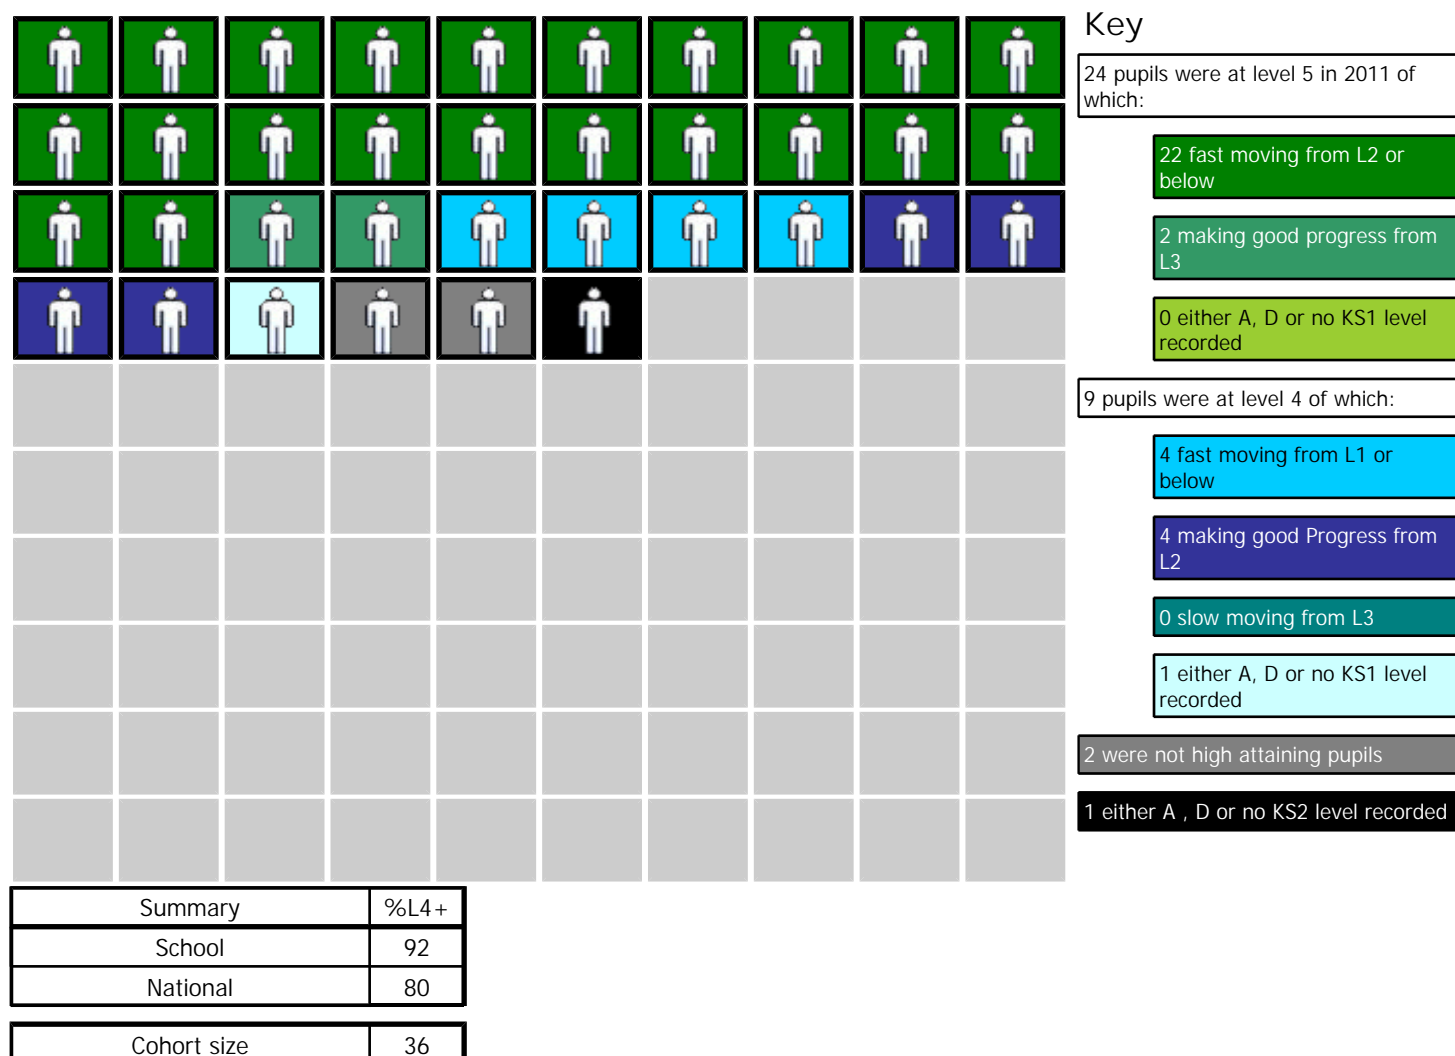 Key
24 pupils were at level 5 in 2011 of
which:
22 fast moving from L2 or
below
2 making good progress from
L3
0 either A, D or no KS1 level
recorded
9 pupils were at level 4 of which:
4 fast moving from L1 or
below
4 making good Progress from
L2
0 slow moving from L3
1 either A, D or no KS1 level
recorded
2 were not high attaining pupils
1 either A , D or no KS2 level recorded
Summary %L4+
School 92
National 80
Cohort size 36